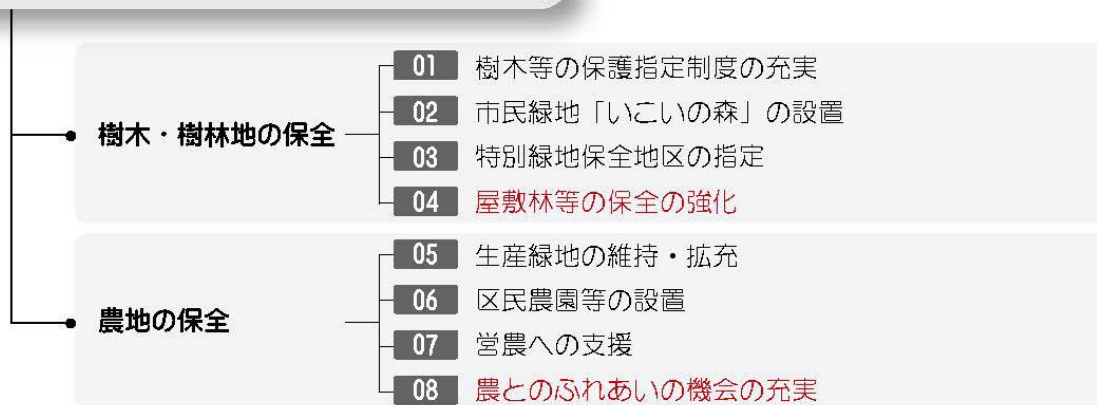 樹木・樹林地の保全
01 樹木等の保護指定制度の充実
02 市民緑地「いこいの森」の設置
03 特別緑地保全地区の指定
04 屋敷林等の保全の強化
農地の保全
05 生産緑地の維持・拡充
06 区民農園等の設置
07 営農への支援
08 農とのふれあいの機会の充実